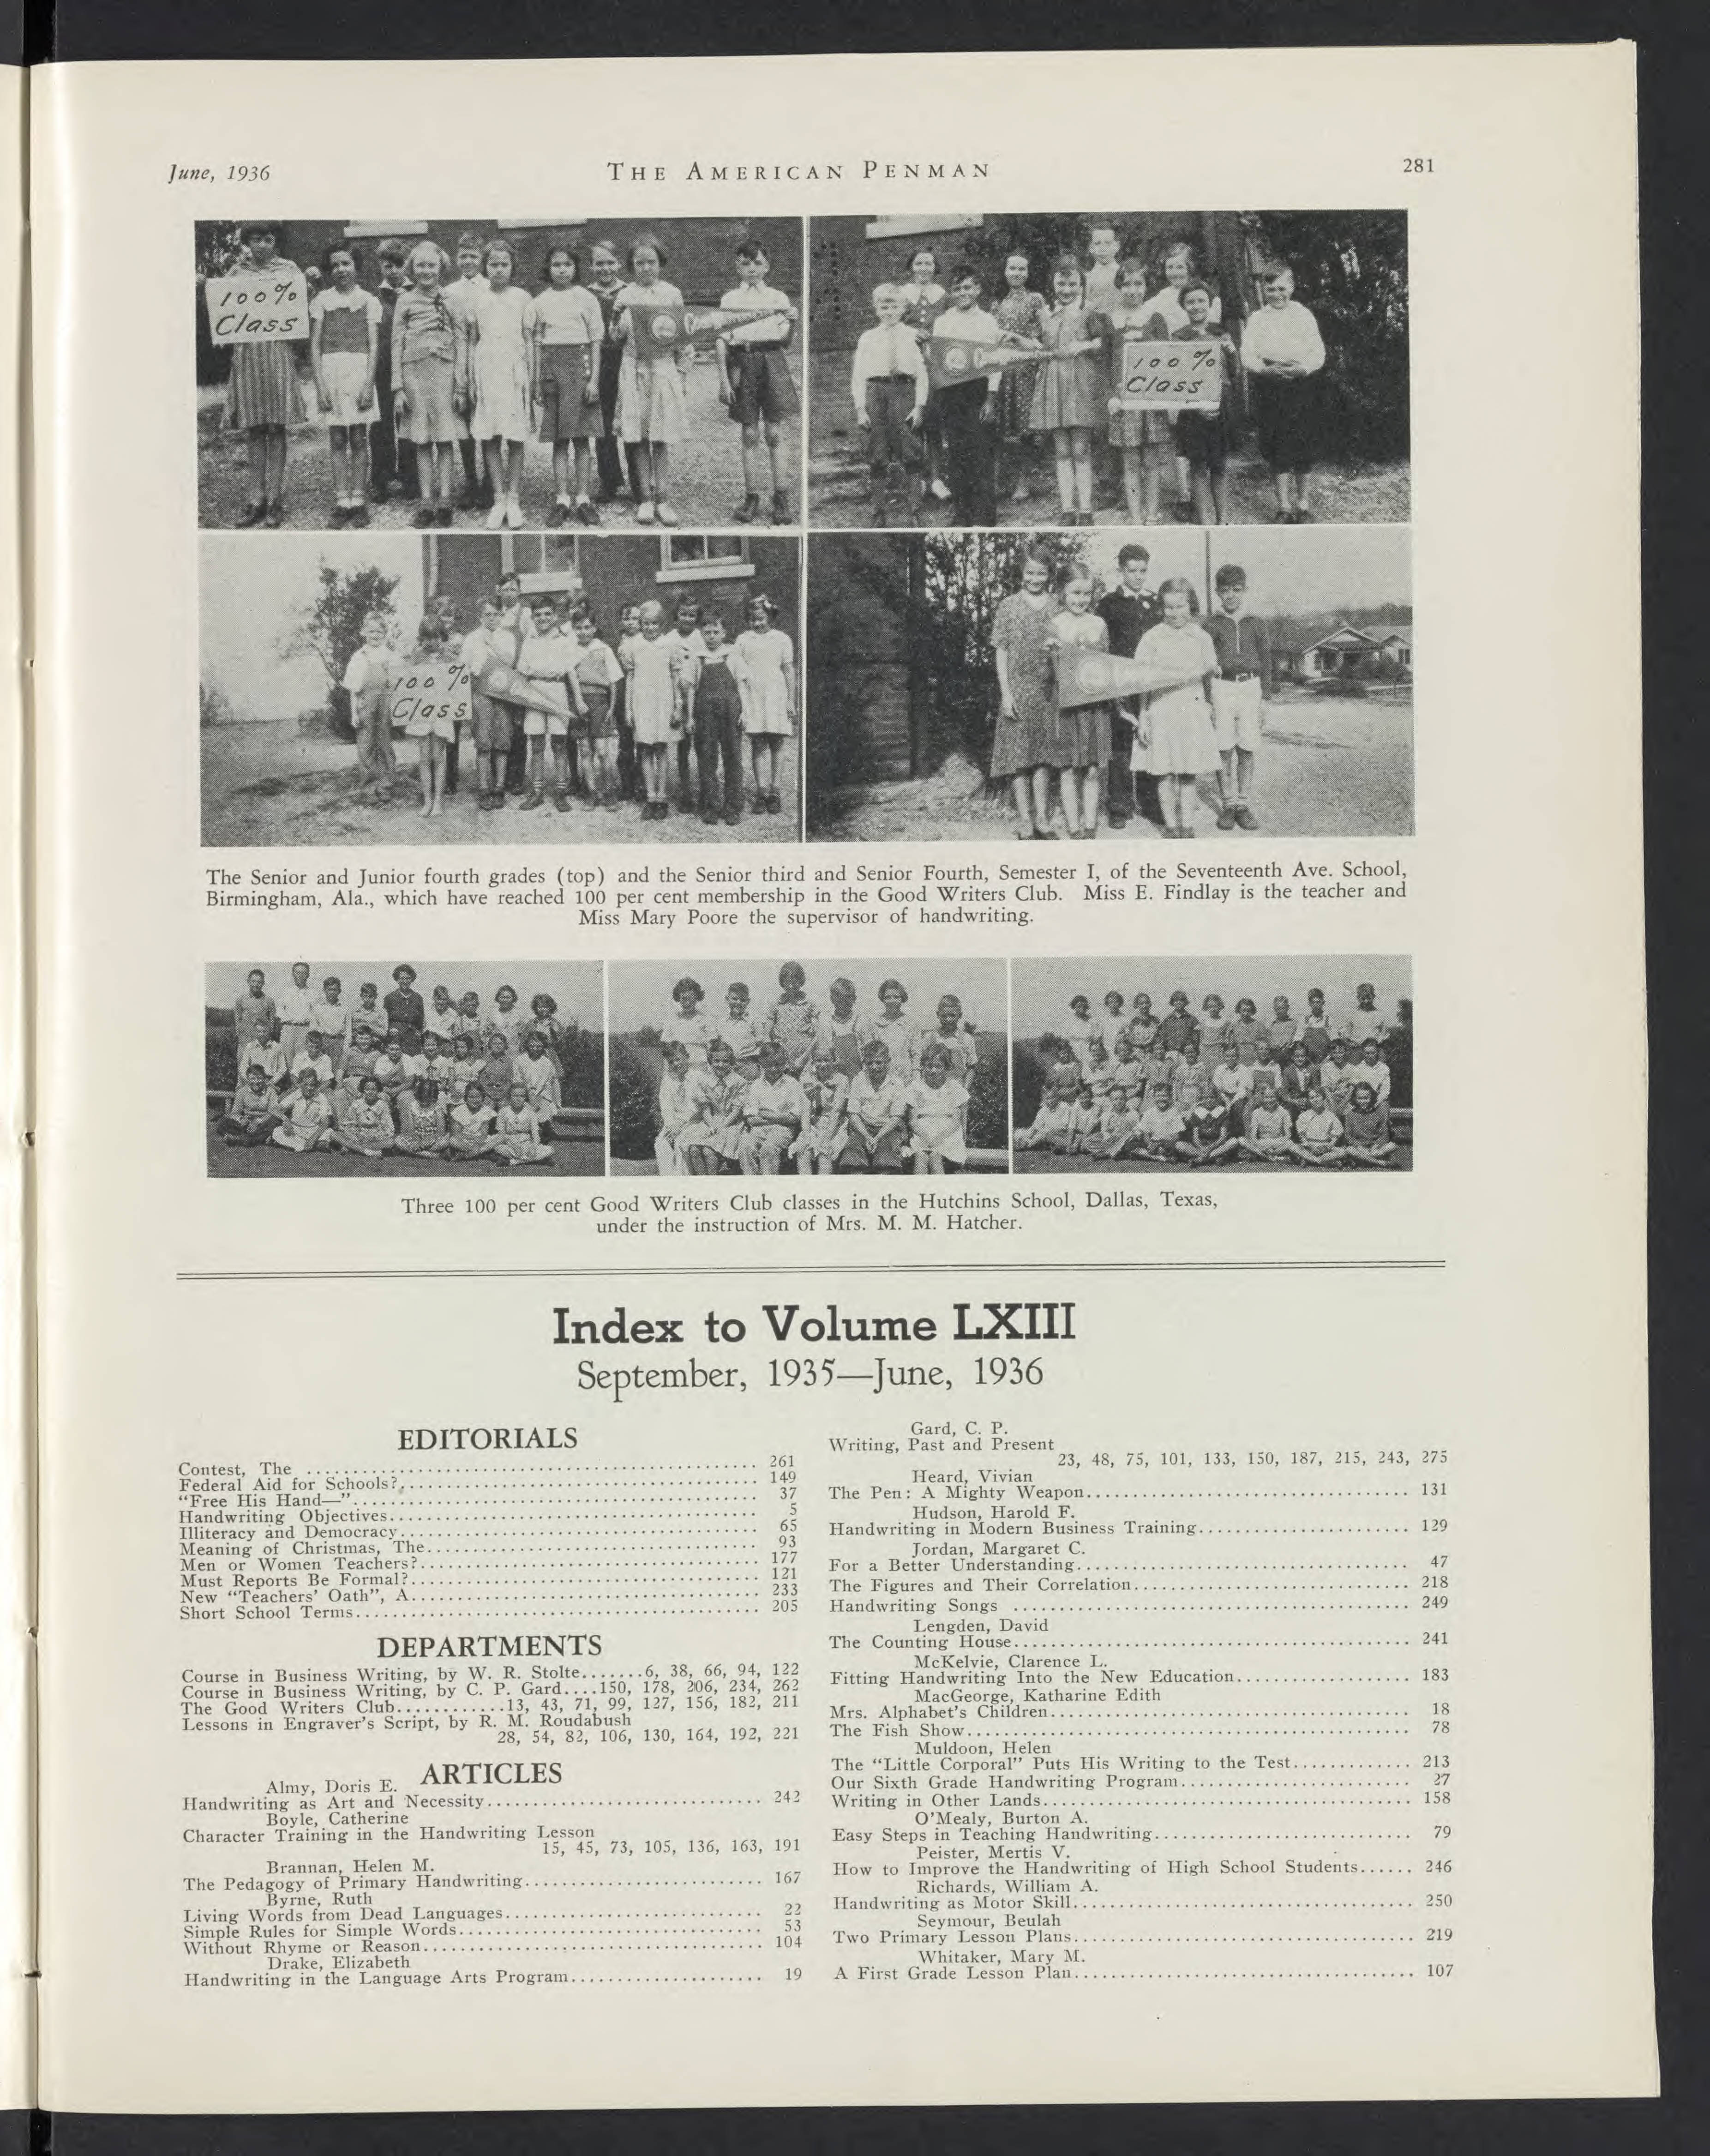 June, 1936
THE AMERICAN PENMAN
281
100%
Class
100%
Class
100%
Class
The Senior and Junior fourth grades (top) and the Senior third and Senior Fourth, Semester I, of the Seventeenth Ave. School,
Birmingham, Ala., which have reached 100 per cent membership in the Good Writers Club. Miss E. Findlay is the teacher and
Miss Mary Poore the supervisor of handwriting.
Three 100 per cent Good Writers Club classes in the Hutchins School, Dallas, Texas,
under the instruction of Mrs. M. M. Hatcher.
Index to Volume LXIII
September, 1935—June, 1936
EDITORIALS
Contest, The .................................................. 261
Federal Aid for Schools?....................................... 149
“Free His Hand—”............................................ 37
Handwriting Objectives........................................ 5
Illiteracy and Democracy....................................... 65
Meaning of Christmas, The.................................... 93
Men or Women Teachers?..................................... 177
Must Reports Be Formal?...................................... 121
New “Teachers’ Oath”, A...................................... 233
Short School Terms............................................ 205
DEPARTMENTS
Course in Business Writing, by W. R. Stolte.......6, 38, 66, 94, 122
Course in Business Writing, by C. P. Gard....150, 178, 206, 234, 262
The Good Writers Club............13, 43, 71, 99, 127, 156, 182, 211
Lessons in Engraver’s Script, by R. M. Roudabush
28, 54, 82, 106, 130, 164, 192, 221
ARTICLES
Almy, Doris E.
Handwriting as Art and Necessity.............................. 242
Boyle, Catherine
Character Training in the Handwriting Lesson
15, 45, 73, 105, 136, 163, 191
Brannan, Helen M.
The Pedagogy of Primary Handwriting.......................... 167
Byrne, Ruth
Living Words from Dead Languages............................ 22
Simple Rules for Simple Words................................. 53
Without Rhyme or Reason..................................... 104
Drake, Elizabeth
Handwriting in the Language Arts Program..................... 19
Gard, C. P.
Writing, Past and Present
23, 48, 75, 101, 133, 150, 187, 215, 243, 275
Heard, Vivian
The Pen: A Mighty Weapon................................... 131
Hudson, Harold F.
Handwriting in Modern Business Training....................... 129
Jordan, Margaret C.
For a Better Understanding.................................... 47
The Figures and Their Correlation.............................. 218
Handwriting Songs ........................................... 249
Lengden, David
The Counting House........................................... 241
McKelvie, Clarence L.
Fitting Handwriting Into the New Education................... 183
MacGeorge, Katharine Edith
Mrs. Alphabet’s Children....................................... 18
The Fish Show................................................ 78
Muldoon, Helen
The “Little Corporal” Puts His Writing to the Test............. 213
Our Sixth Grade Handwriting Program......................... 27
Writing in Other Lands........................................ 158
O’Mealy, Burton A.
Easy Steps in Teaching Handwriting............................ 79
Peister, Mertis V.
How to Improve the Handwriting of High School Students...... 246
Richards, William A.
Handwriting as Motor Skill..................................... 250
Seymour, Beulah
Two Primary Lesson Plans..................................... 219
Whitaker, Mary M.
A First Grade Lesson Plan..................................... 107